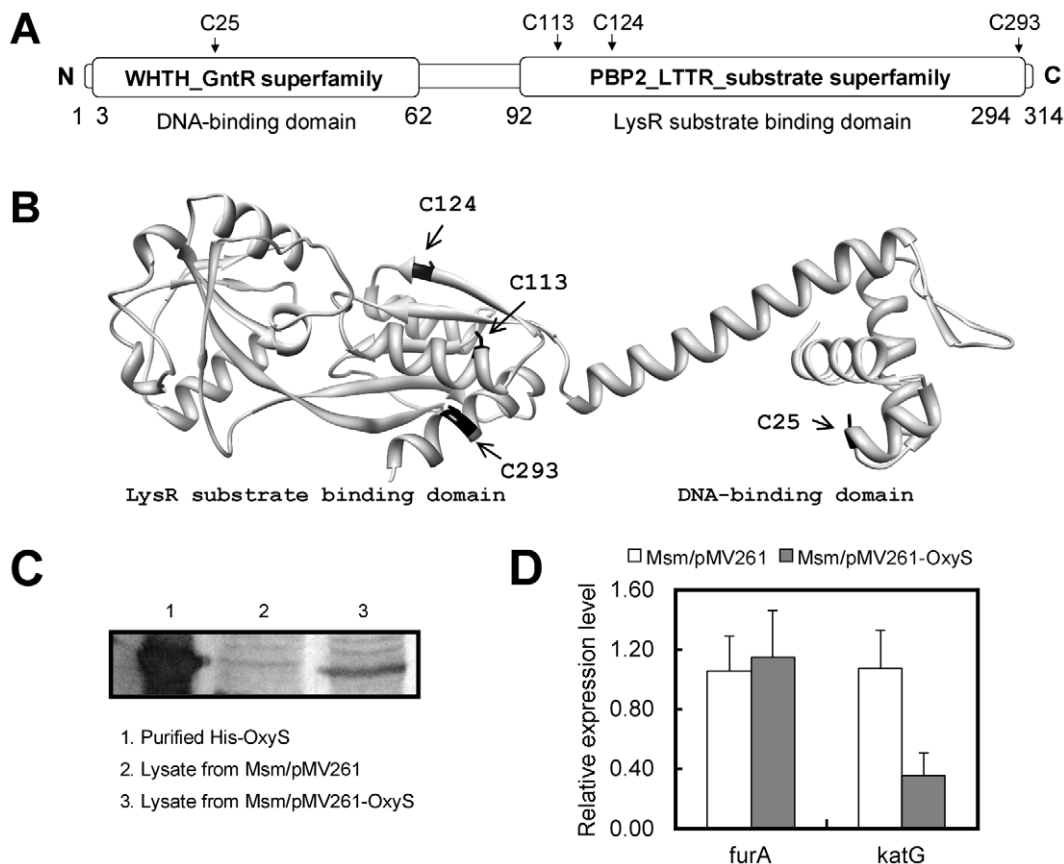 A
C25
C113
C124
C293
N
WHTH_GntR superfamily
PBP2_LTTR_substrate superfamily
C
1
3
DNA-binding domain
62
92
LysR substrate binding domain
294
314
B
C124
C113
C25
C293
LysR substrate binding domain
DNA-binding domain
C
1
2
3
1. Purified His-OxyS
2. Lysate from Msm/pMV261
3. Lysate from Msm/pMV261-OxyS
D
Msm/pMV261
Msm/pMV261-OxyS
Relative expression level
1.60
1.20
0.80
0.40
0.00
furA
katG